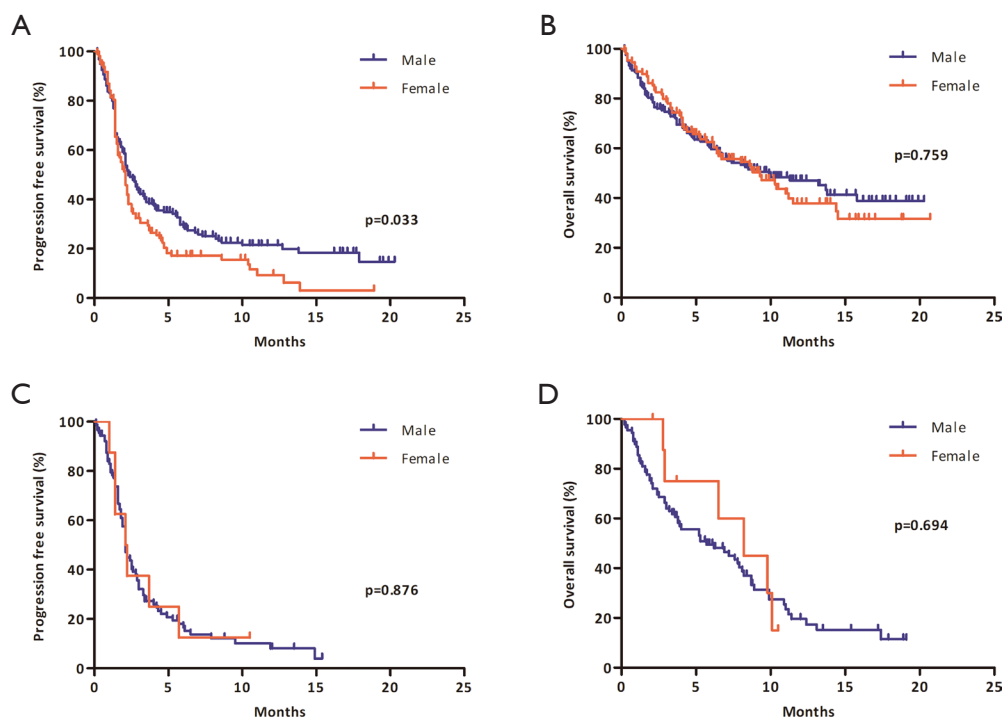 A
Progression free survival (%)
100
80
60
40
20
0
0 5 10 15 20 25
Months
Male
Female
p=0.033
B
Overall survival (%)
100
80
60
40
20
0
0 5 10 15 20 25
Months
Male
Female
p=0.759
C
Progression free survival (%)
100
80
60
40
20
0
0 5 10 15 20 25
Months
Male
Female
p=0.876
D
Overall survival (%)
100
80
60
40
20
0
0 5 10 15 20 25
Months
Male
Female
p=0.694